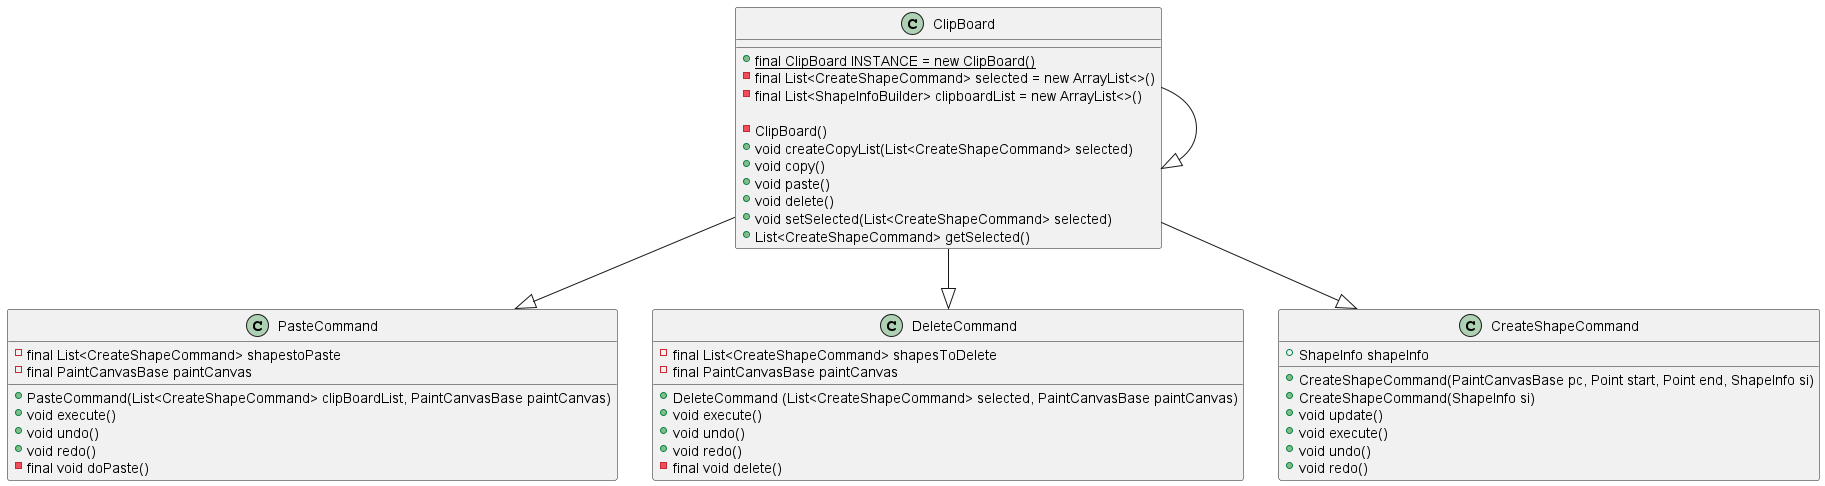 C ClipBoard
final ClipBoard INSTANCE = new ClipBoard()
final List<CreateShapeCommand> selected = new ArrayList<>()
final List<ShapeInfoBuilder> clipboardList = new ArrayList<>()
ClipBoard()
void createCopyList(List<CreateShapeCommand> selected)
void copy()
void paste()
void delete()
void setSelected(List<CreateShapeCommand> selected)
List<CreateShapeCommand> getSelected()
C PasteCommand
final List<CreateShapeCommand> shapestoPaste
final PaintCanvasBase paintCanvas
PasteCommand(List<CreateShapeCommand> clipBoardList, PaintCanvasBase paintCanvas)
void execute()
void undo()
void redo()
final void doPaste()
C DeleteCommand
final List<CreateShapeCommand> shapesToDelete
final PaintCanvasBase paintCanvas
DeleteCommand (List<CreateShapeCommand> selected, PaintCanvasBase paintCanvas)
void execute()
void undo()
void redo()
final void delete()
C CreateShapeCommand
ShapeInfo shapeInfo
CreateShapeCommand(PaintCanvasBase pc, Point start, Point end, ShapeInfo si)
CreateShapeCommand(ShapeInfo si)
void update()
void execute()
void undo()
void redo()